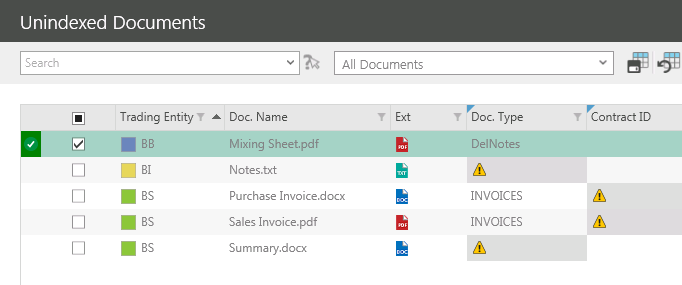 Unindexed Documents
Search
All Documents
Trading Entity Doc. Name Ext Doc. Type Contract ID
BB Mixing Sheet.pdf PDF DelNotes
BI Notes.txt TXT
BS Purchase Invoice.docx DOC INVOICES
BS Sales Invoice.pdf PDF INVOICES
BS Summary.docx DOC